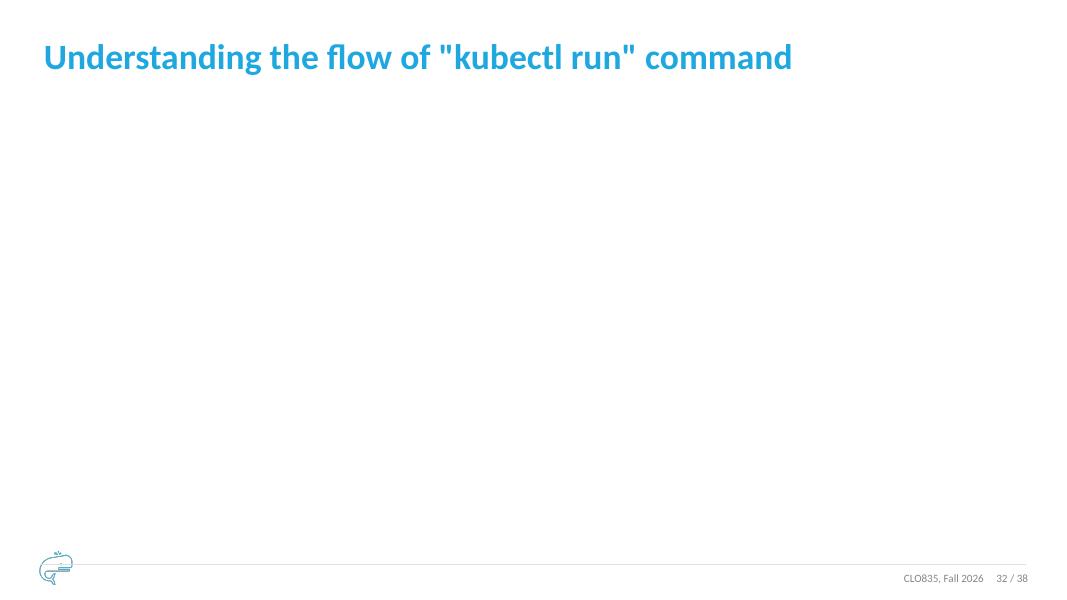 Understanding the flow of "kubectl run" command
CLO835, Fall 2026 32 / 38